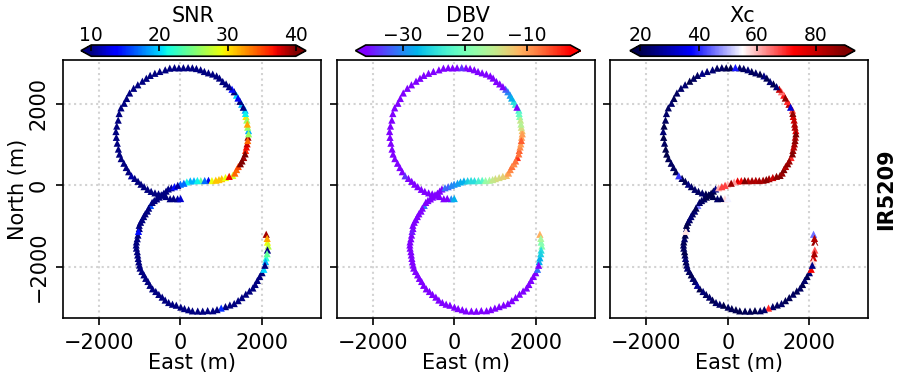 SNR
10 20 30 40
DBV
−30 −20 −10
Xc
20 40 60 80
North (m)
2000
0
−2000
−2000 0 2000
East (m)
−2000 0 2000
East (m)
−2000 0 2000
East (m)
IR5209